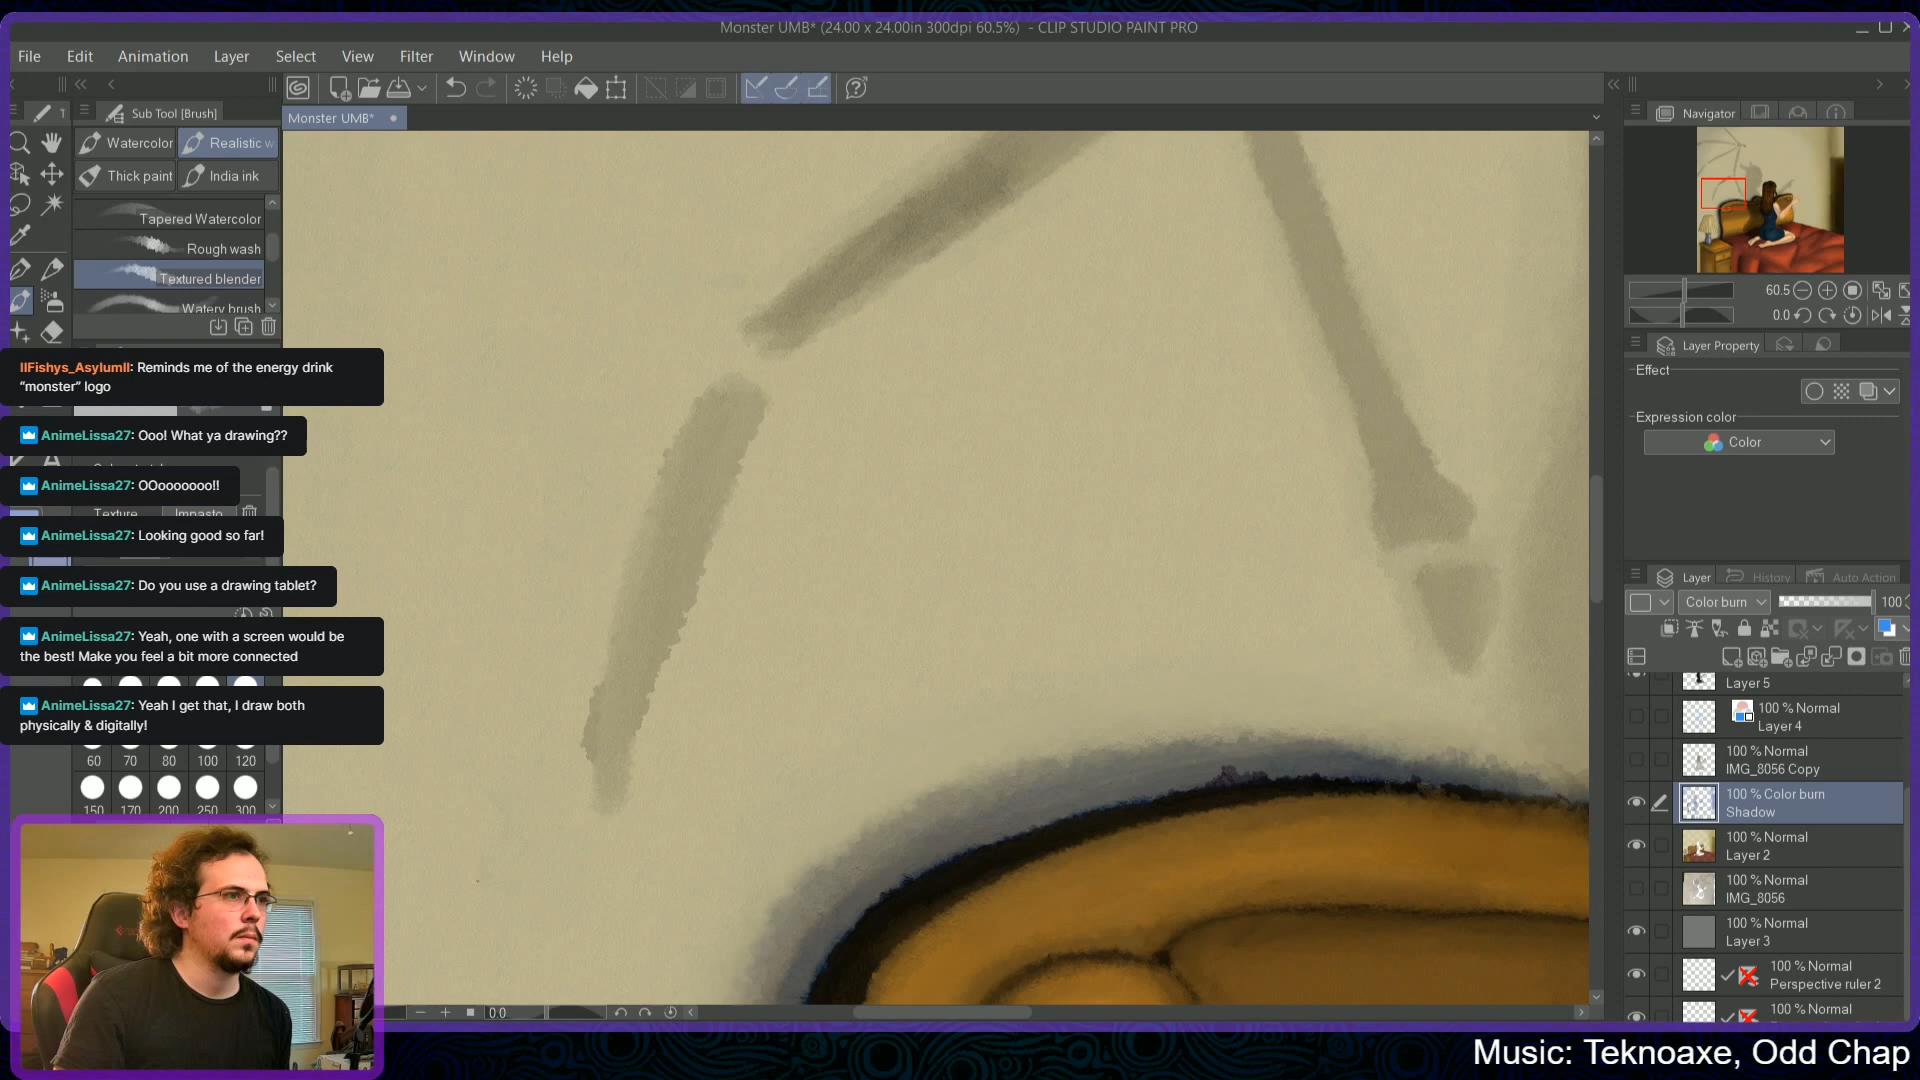 Monster UMB* (24.00 x 24.00in 300dpi 60.5%) - CLIP STUDIO PAINT PRO
File Edit Animation Layer Select View Filter Window Help
Sub Tool [Brush]
Monster UMB*
Watercolor Realistic w
Thick paint India ink
Tapered Watercolor
Rough wash
Textured blender
Watery brush
IIFishys_AsylumII: Reminds me of the energy drink
“monster” logo
AnimeLissa27: Ooo! What ya drawing??
AnimeLissa27: OOooooooo!!
Texture Impasto
AnimeLissa27: Looking good so far!
AnimeLissa27: Do you use a drawing tablet?
AnimeLissa27: Yeah, one with a screen would be
the best! Make you feel a bit more connected
AnimeLissa27: Yeah I get that, I draw both
physically & digitally!
60 70 80 100 120
150 170 200 250 300
0.0
Navigator
60.5
0.0
Layer Property
Effect
Expression color
Color
Layer History Auto Action
Color burn 100
Layer 5
100 % Normal
Layer 4
100 % Normal
IMG_8056 Copy
100 % Color burn
Shadow
100 % Normal
Layer 2
100 % Normal
IMG_8056
100 % Normal
Layer 3
100 % Normal
Perspective ruler 2
100 % Normal
Music: Teknoaxe, Odd Chap